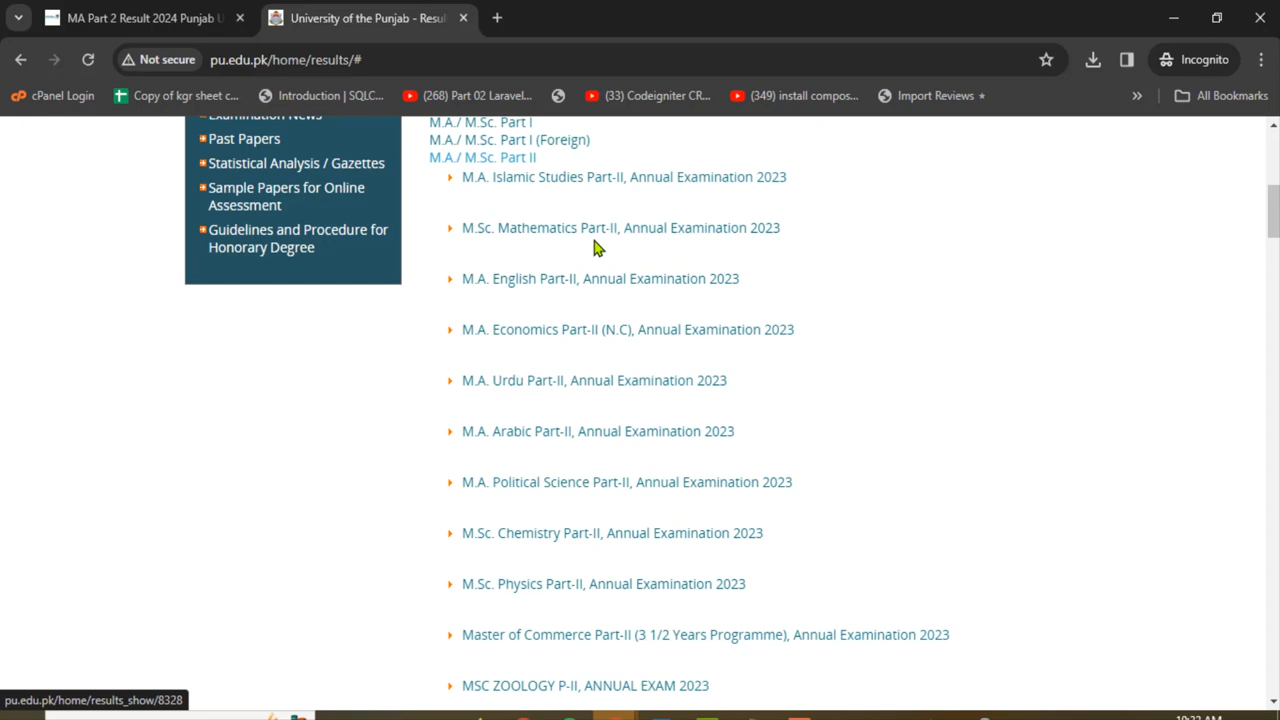 MA Part 2 Result 2024 Punjab U
University of the Punjab - Resul
Not secure
pu.edu.pk/home/results/#
Incognito
cPanel Login
Copy of kgr sheet c...
Introduction | SQLC...
(268) Part 02 Laravel...
(33) Codeigniter CR...
(349) install compos...
Import Reviews
All Bookmarks
Examination News
Past Papers
Statistical Analysis / Gazettes
Sample Papers for Online
Assessment
Guidelines and Procedure for
Honorary Degree
M.A./ M.Sc. Part I
M.A./ M.Sc. Part I (Foreign)
M.A./ M.Sc. Part II
M.A. Islamic Studies Part-II, Annual Examination 2023
M.Sc. Mathematics Part-II, Annual Examination 2023
M.A. English Part-II, Annual Examination 2023
M.A. Economics Part-II (N.C), Annual Examination 2023
M.A. Urdu Part-II, Annual Examination 2023
M.A. Arabic Part-II, Annual Examination 2023
M.A. Political Science Part-II, Annual Examination 2023
M.Sc. Chemistry Part-II, Annual Examination 2023
M.Sc. Physics Part-II, Annual Examination 2023
Master of Commerce Part-II (3 1/2 Years Programme), Annual Examination 2023
MSC ZOOLOGY P-II, ANNUAL EXAM 2023
pu.edu.pk/home/results_show/8328